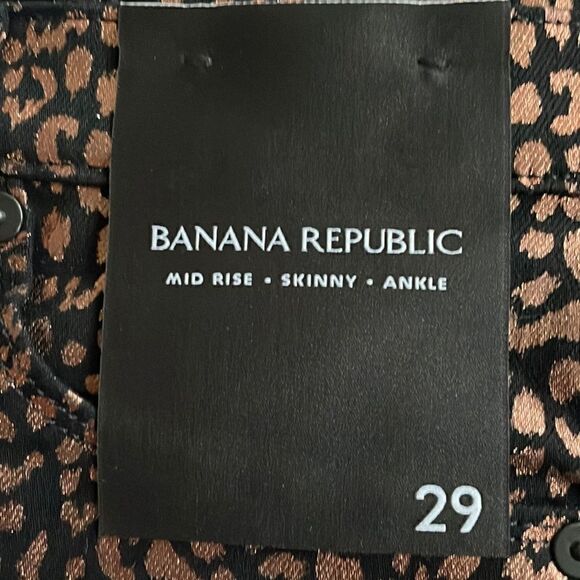 BANANA REPUBLIC
MID RISE • SKINNY • ANKLE
29